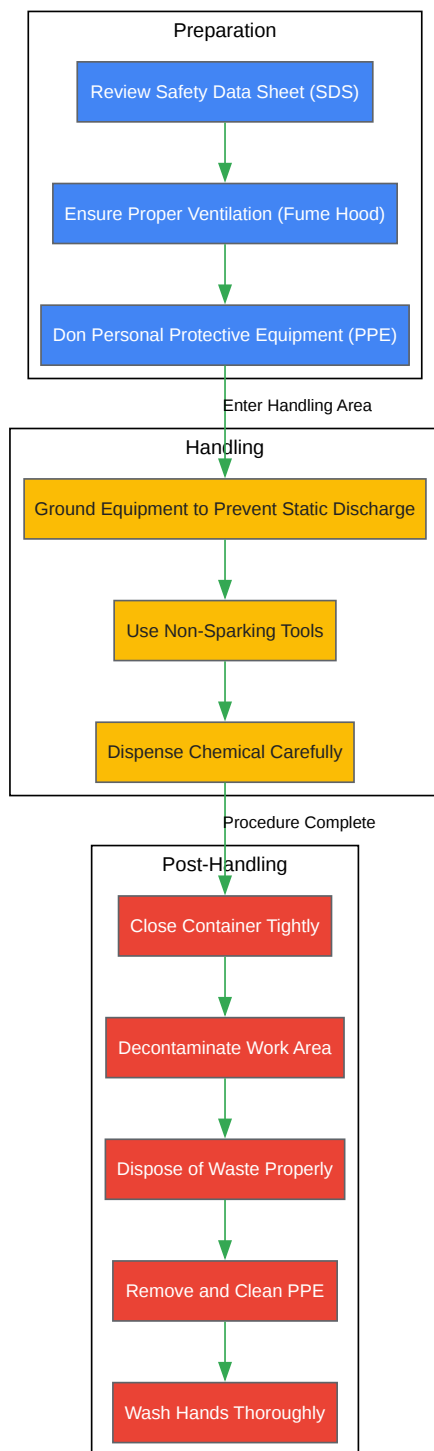 Preparation
Review Safety Data Sheet (SDS)
Ensure Proper Ventilation (Fume Hood)
Don Personal Protective Equipment (PPE)
Enter Handling Area
Handling
Ground Equipment to Prevent Static Discharge
Use Non-Sparking Tools
Dispense Chemical Carefully
Procedure Complete
Post-Handling
Close Container Tightly
Decontaminate Work Area
Dispose of Waste Properly
Remove and Clean PPE
Wash Hands Thoroughly